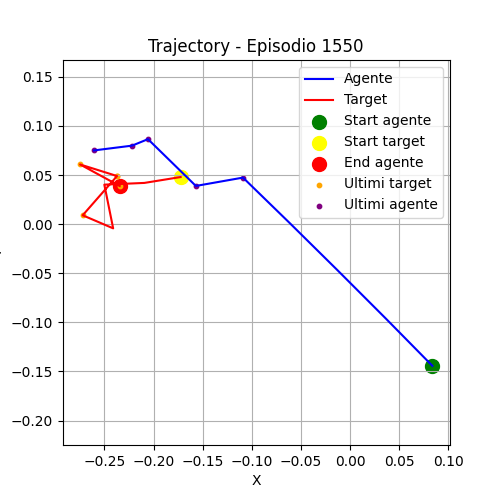 Trajectory - Episodio 1550
Agente
Target
Start agente
Start target
End agente
Ultimi target
Ultimi agente
0.15
0.10
0.05
0.00
−0.05
−0.10
−0.15
−0.20
−0.25 −0.20 −0.15 −0.10 −0.05 0.00 0.05 0.10
X